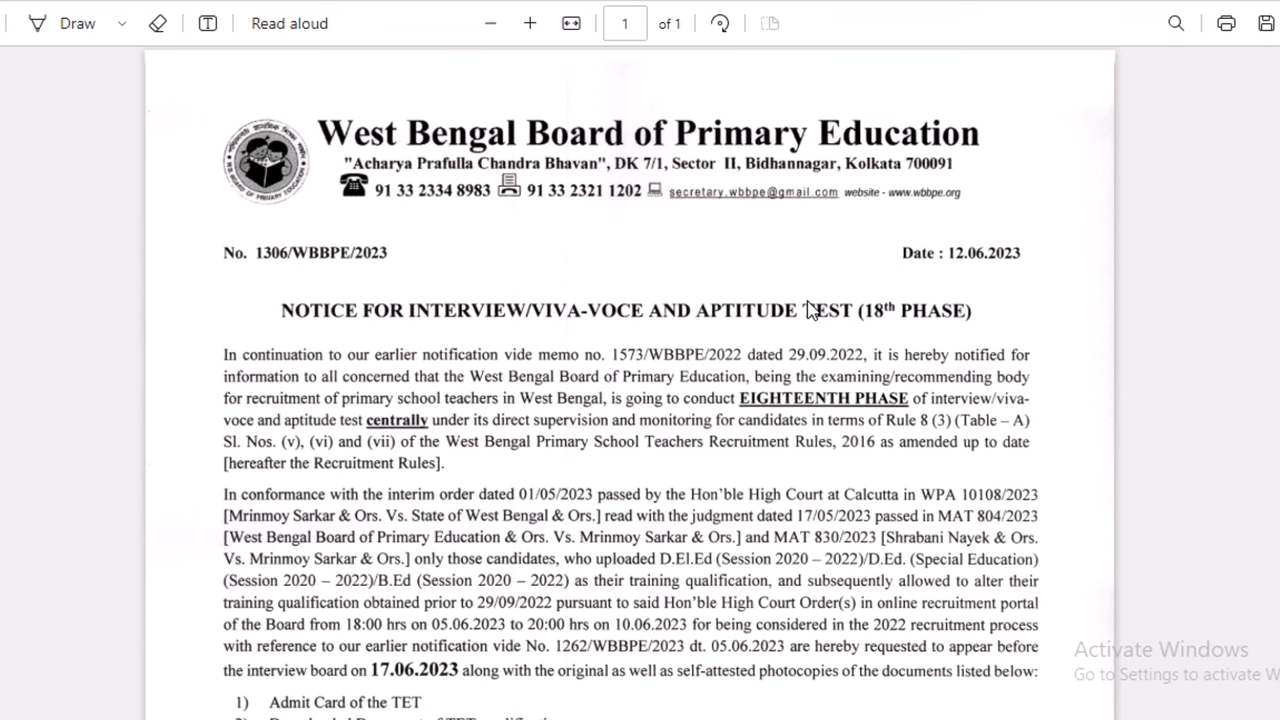 Draw
Read aloud
1
of 1
West Bengal Board of Primary Education
"Acharya Prafulla Chandra Bhavan", DK 7/1, Sector II, Bidhannagar, Kolkata 700091
91 33 2334 8983 91 33 2321 1202 secretary.wbbpe@gmail.com website - www.wbbpe.org
No. 1306/WBBPE/2023
Date : 12.06.2023
NOTICE FOR INTERVIEW/VIVA-VOCE AND APTITUDE TEST (18th PHASE)
In continuation to our earlier notification vide memo no. 1573/WBBPE/2022 dated 29.09.2022, it is hereby notified for
information to all concerned that the West Bengal Board of Primary Education, being the examining/recommending body
for recruitment of primary school teachers in West Bengal, is going to conduct EIGHTEENTH PHASE of interview/viva-
voce and aptitude test centrally under its direct supervision and monitoring for candidates in terms of Rule 8 (3) (Table – A)
Sl. Nos. (v), (vi) and (vii) of the West Bengal Primary School Teachers Recruitment Rules, 2016 as amended up to date
[hereafter the Recruitment Rules].
In conformance with the interim order dated 01/05/2023 passed by the Hon'ble High Court at Calcutta in WPA 10108/2023
[Mrinmoy Sarkar & Ors. Vs. State of West Bengal & Ors.] read with the judgment dated 17/05/2023 passed in MAT 804/2023
[West Bengal Board of Primary Education & Ors. Vs. Mrinmoy Sarkar & Ors.] and MAT 830/2023 [Shrabani Nayek & Ors.
Vs. Mrinmoy Sarkar & Ors.] only those candidates, who uploaded D.El.Ed (Session 2020 – 2022)/D.Ed. (Special Education)
(Session 2020 – 2022)/B.Ed (Session 2020 – 2022) as their training qualification, and subsequently allowed to alter their
training qualification obtained prior to 29/09/2022 pursuant to said Hon'ble High Court Order(s) in online recruitment portal
of the Board from 18:00 hrs on 05.06.2023 to 20:00 hrs on 10.06.2023 for being considered in the 2022 recruitment process
with reference to our earlier notification vide No. 1262/WBBPE/2023 dt. 05.06.2023 are hereby requested to appear before
the interview board on 17.06.2023 along with the original as well as self-attested photocopies of the documents listed below:
1) Admit Card of the TET
Activate Windows
Go to Settings to activate W